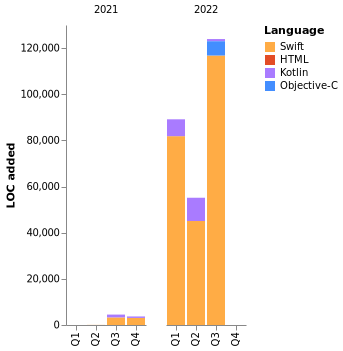 2021
2022
Language
Swift
HTML
Kotlin
Objective-C
LOC added
120,000
100,000
80,000
60,000
40,000
20,000
0
Q1
Q2
Q3
Q4
Q1
Q2
Q3
Q4